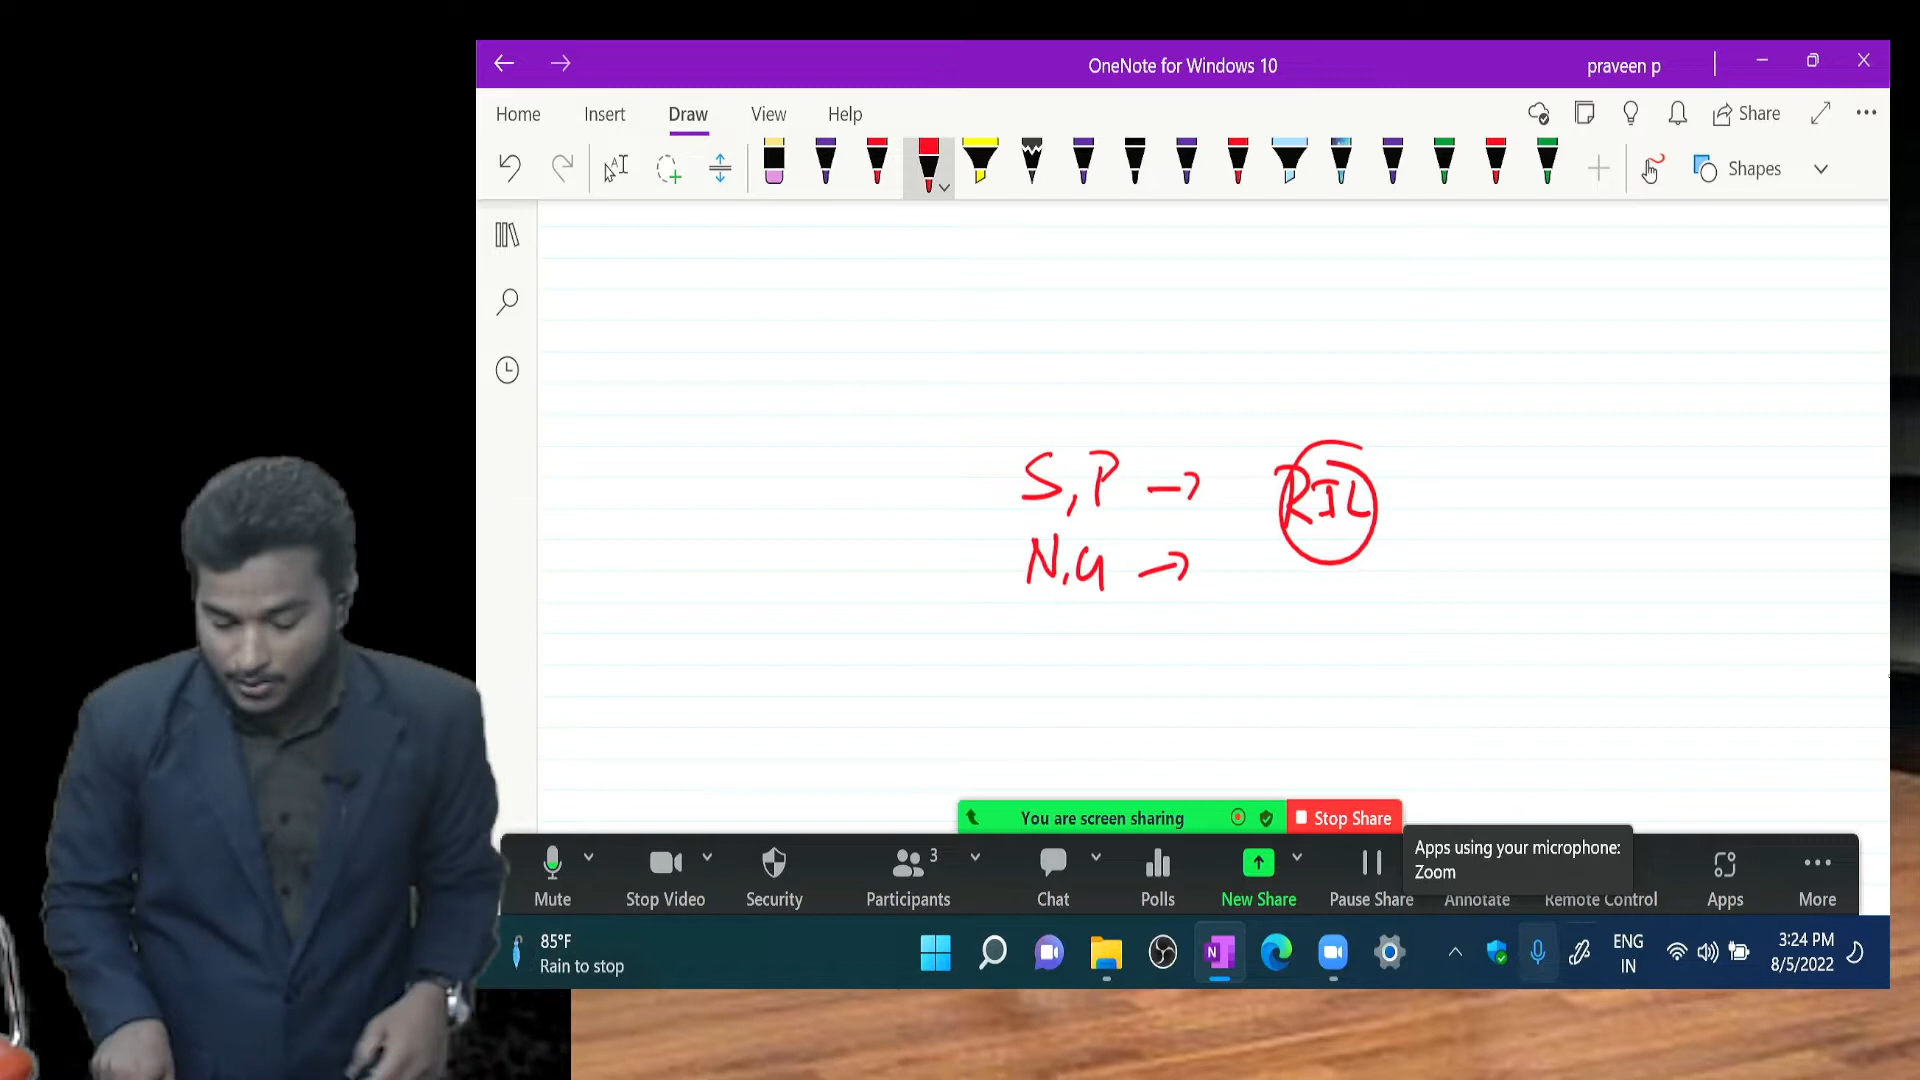 OneNote for Windows 10
praveen p
Home Insert Draw View Help
Share
Shapes
S, P → RIL
N, G →
You are screen sharing
Stop Share
Apps using your microphone:
Zoom
3
Mute Stop Video Security Participants Chat Polls New Share Pause Share Annotate Remote Control Apps More
85°F
Rain to stop
ENG
IN
3:24 PM
8/5/2022